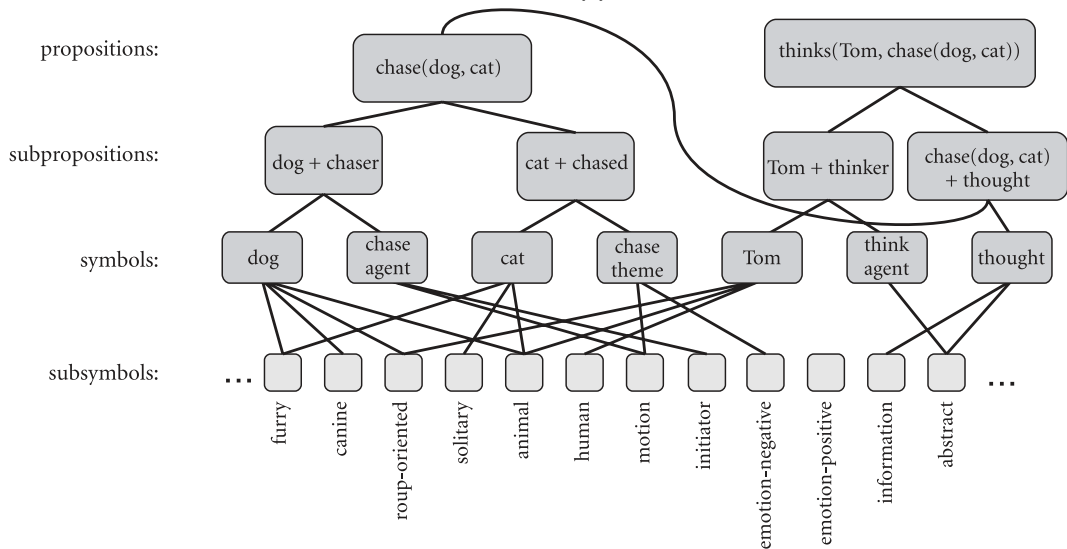 propositions:
chase(dog, cat)
thinks(Tom, chase(dog, cat))
subpropositions:
dog + chaser
cat + chased
Tom + thinker
chase(dog, cat)
+ thought
symbols:
dog
chase
agent
cat
chase
theme
Tom
think
agent
thought
subsymbols:
...
...
furry
canine
roup-oriented
solitary
animal
human
motion
initiator
emotion-negative
emotion-positive
information
abstract